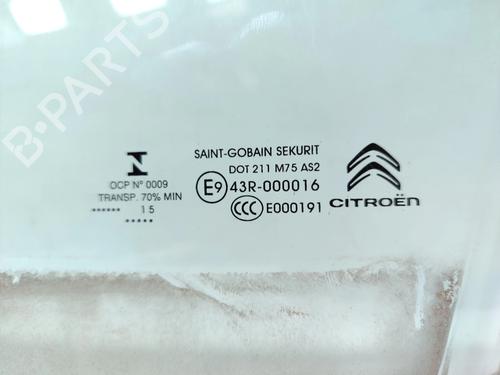 B-PARTS
N
OCP Nº 0009
TRANSP. 70% MIN
••••••• 15
•••••••
SAINT-GOBAIN SEKURIT
DOT 211 M75 AS2
E9 43R-000016
CCC E000191
CITROËN